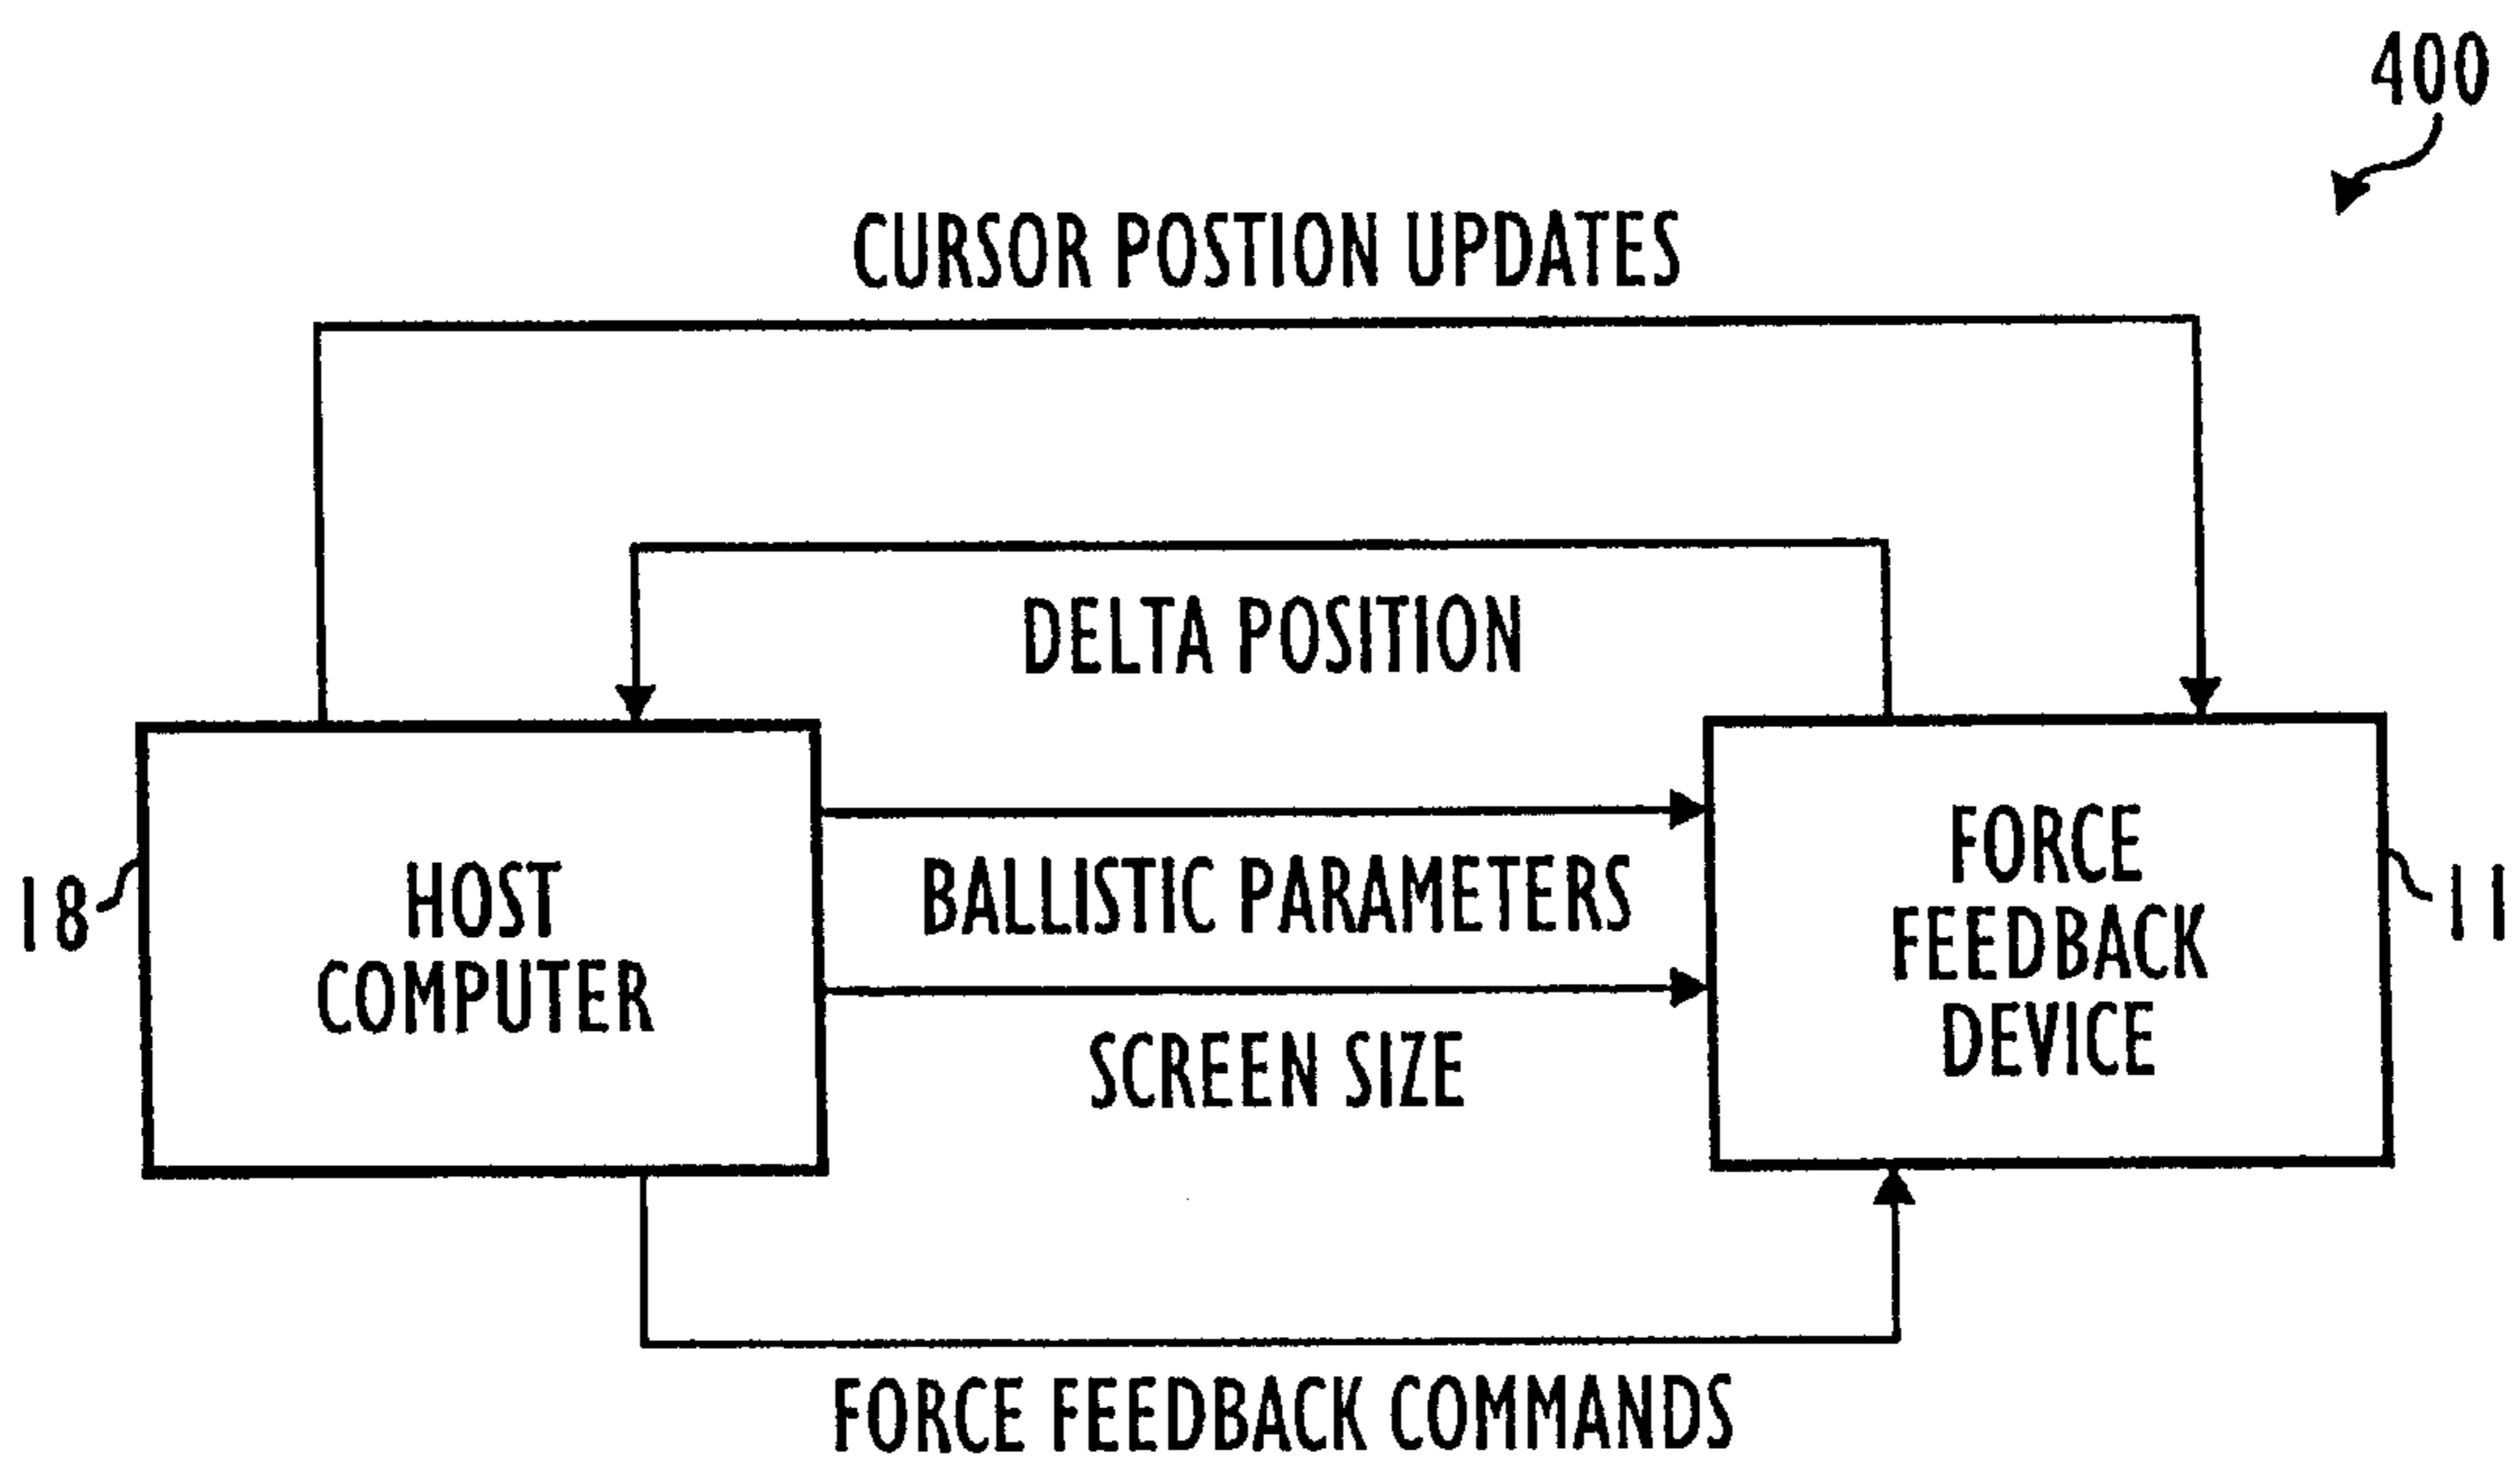 400
CURSOR POSTION UPDATES
DELTA POSITION
18
HOST
COMPUTER
BALLISTIC PARAMETERS
SCREEN SIZE
FORCE
FEEDBACK
DEVICE
11
FORCE FEEDBACK COMMANDS